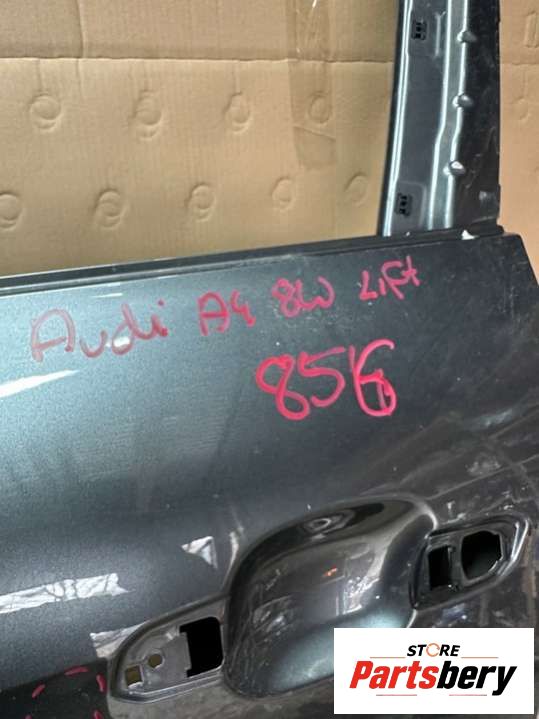 Audi A4 8W Lift
856
STORE
Partsbery